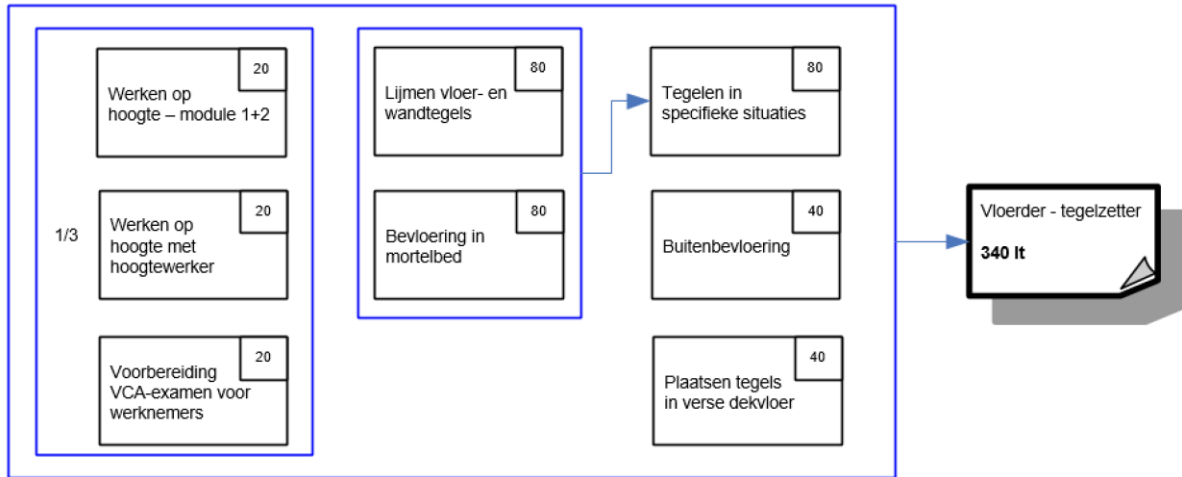 20
Werken op
hoogte – module 1+2
1/3
20
Werken op
hoogte met
hoogtewerker
20
Voorbereiding
VCA-examen voor
werknemers
80
Lijmen vloer- en
wandtegels
80
Bevloering in
mortelbed
80
Tegelen in
specifieke situaties
40
Buitenbevloering
40
Plaatsen tegels
in verse dekvloer
Vloerder - tegelzetter
340 lt